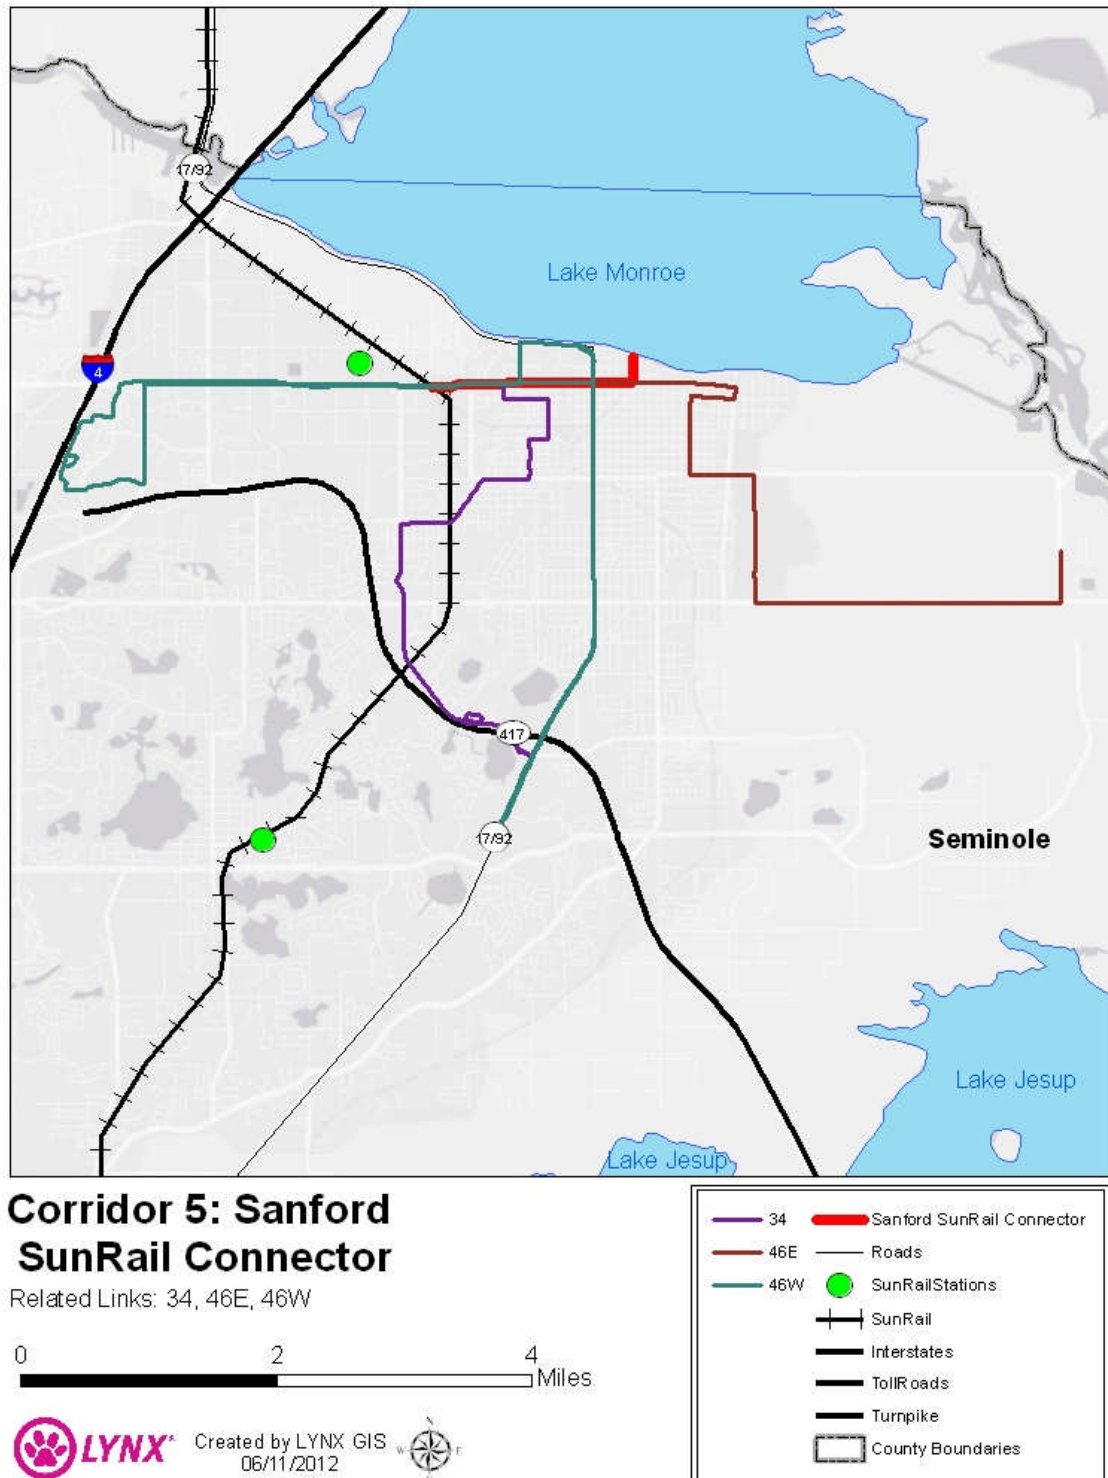 17/92
Lake Monroe
4
417
17/92
Seminole
Lake Jesup
Lake Jesup
Corridor 5: Sanford
SunRail Connector
Related Links: 34, 46E, 46W
0 2 4
Miles
LYNX
Created by LYNX GIS
06/11/2012
N
W E
S
34 Sanford SunRail Connector
46E Roads
46W SunRailStations
SunRail
Interstates
TollRoads
Turnpike
County Boundaries